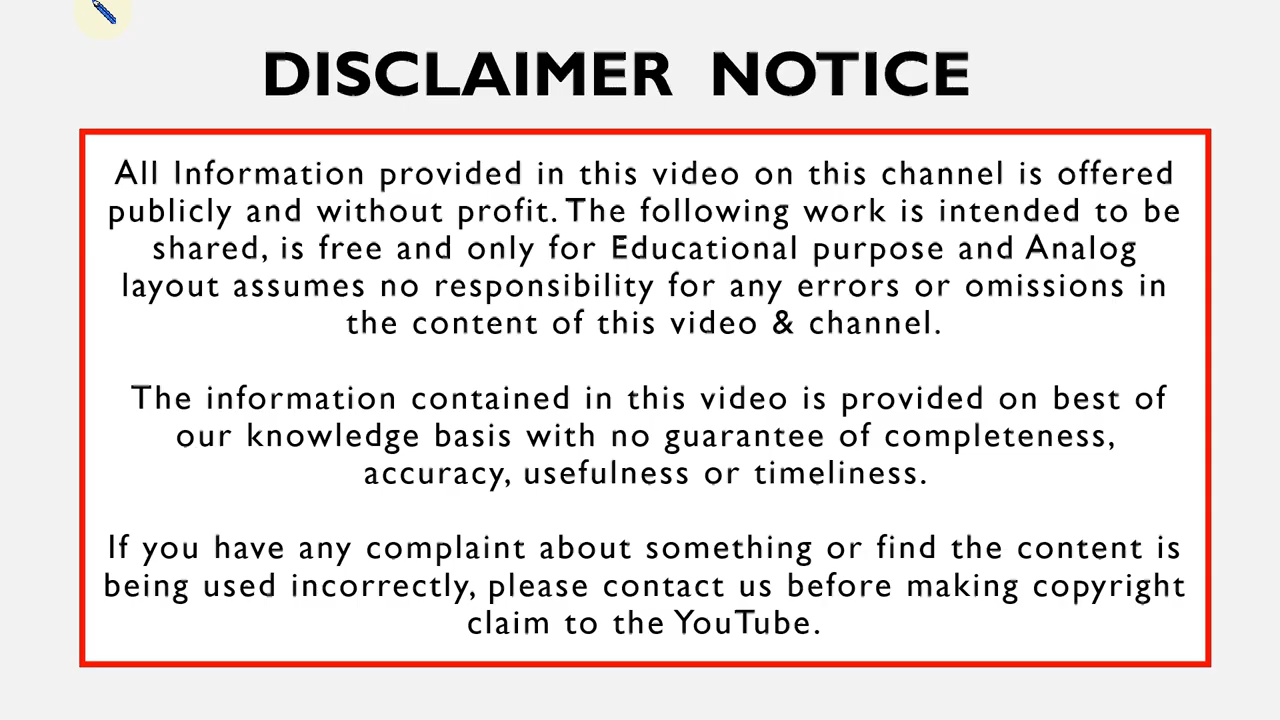 DISCLAIMER NOTICE
All Information provided in this video on this channel is offered
publicly and without profit. The following work is intended to be
shared, is free and only for Educational purpose and Analog
layout assumes no responsibility for any errors or omissions in
the content of this video & channel.
The information contained in this video is provided on best of
our knowledge basis with no guarantee of completeness,
accuracy, usefulness or timeliness.
If you have any complaint about something or find the content is
being used incorrectly, please contact us before making copyright
claim to the YouTube.